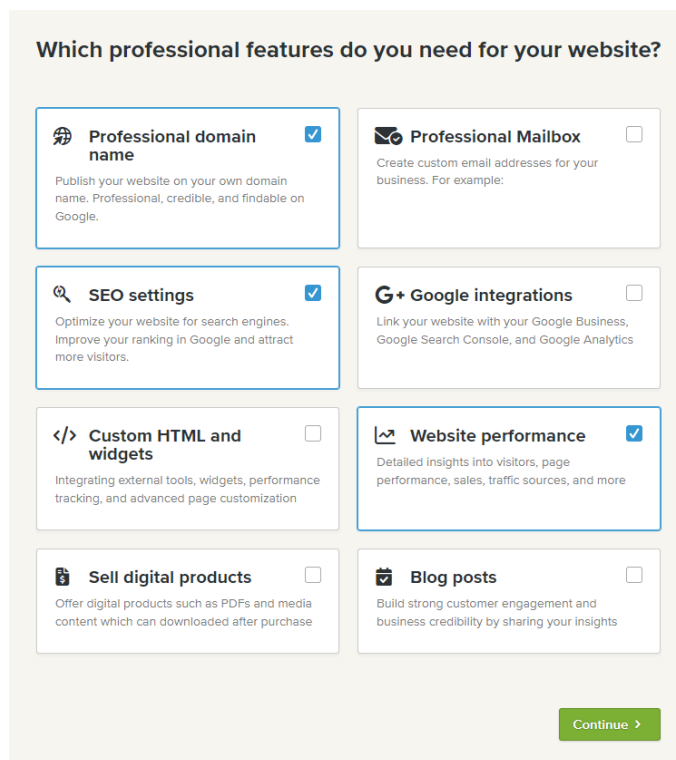 Which professional features do you need for your website?
Professional domain
name
Publish your website on your own domain
name. Professional, credible, and findable on
Google.
Professional Mailbox
Create custom email addresses for your
business. For example:
SEO settings
Optimize your website for search engines.
Improve your ranking in Google and attract
more visitors.
G+ Google integrations
Link your website with your Google Business,
Google Search Console, and Google Analytics
</> Custom HTML and
widgets
Integrating external tools, widgets, performance
tracking, and advanced page customization
Website performance
Detailed insights into visitors, page
performance, sales, traffic sources, and more
Sell digital products
Offer digital products such as PDFs and media
content which can downloaded after purchase
Blog posts
Build strong customer engagement and
business credibility by sharing your insights
Continue >